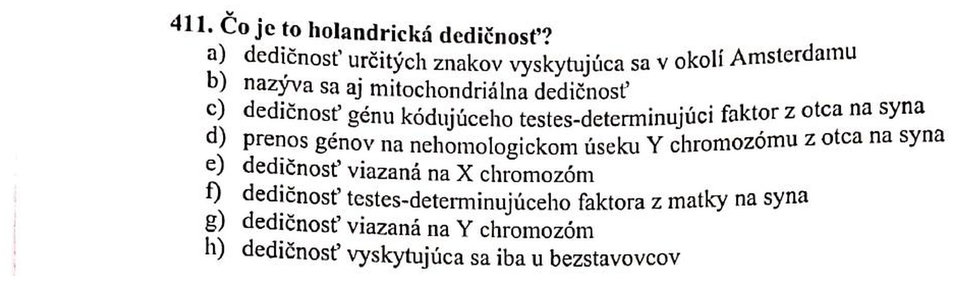 411. Čo je to holandrická dedičnosť?
a) dedičnosť určitých znakov vyskytujúca sa v okolí Amsterdamu
b) nazýva sa aj mitochondriálna dedičnosť
c) dedičnosť génu kódujúceho testes-determinujúci faktor z otca na syna
d) prenos génov na nehomologickom úseku Y chromozómu z otca na syna
e) dedičnosť viazaná na X chromozóm
f) dedičnosť testes-determinujúceho faktora z matky na syna
g) dedičnosť viazaná na Y chromozóm
h) dedičnosť vyskytujúca sa iba u bezstavovcov